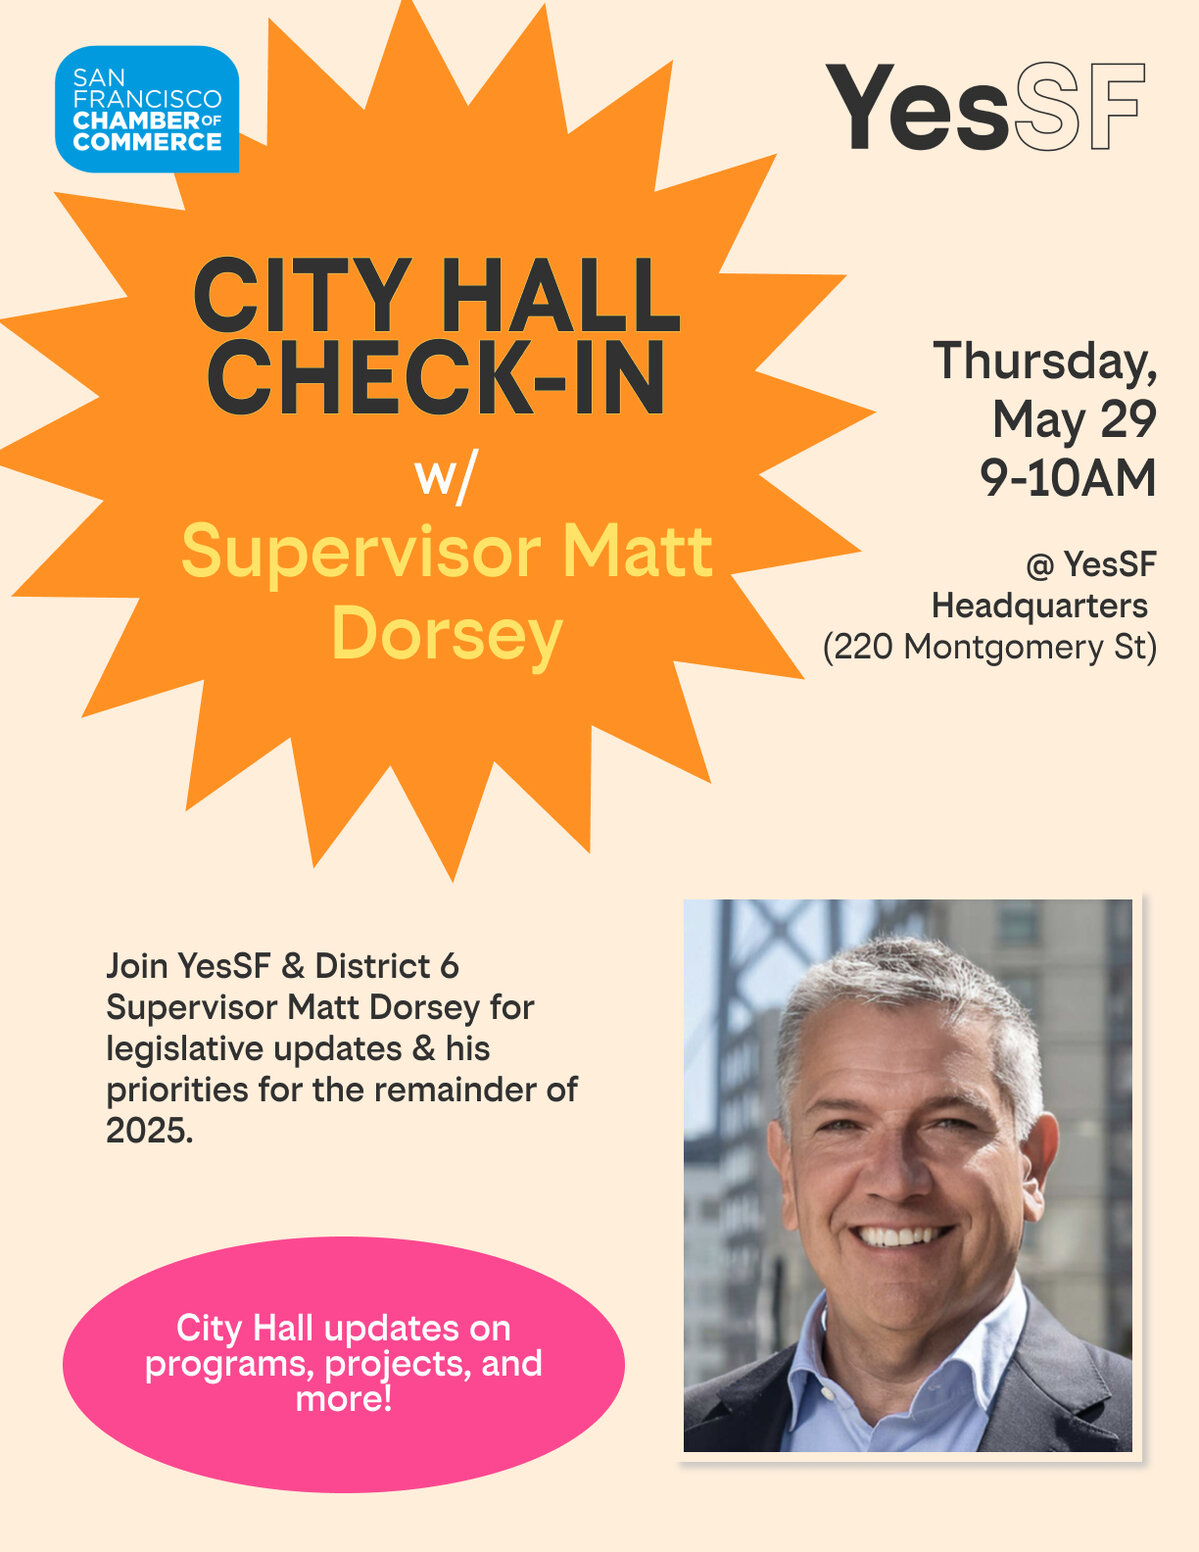 SAN
FRANCISCO
CHAMBER OF
COMMERCE
YesSF
CITY HALL
CHECK-IN
w/
Supervisor Matt
Dorsey
Thursday,
May 29
9-10AM
@ YesSF
Headquarters
(220 Montgomery St)
Join YesSF & District 6
Supervisor Matt Dorsey for
legislative updates & his
priorities for the remainder of
2025.
City Hall updates on
programs, projects, and
more!